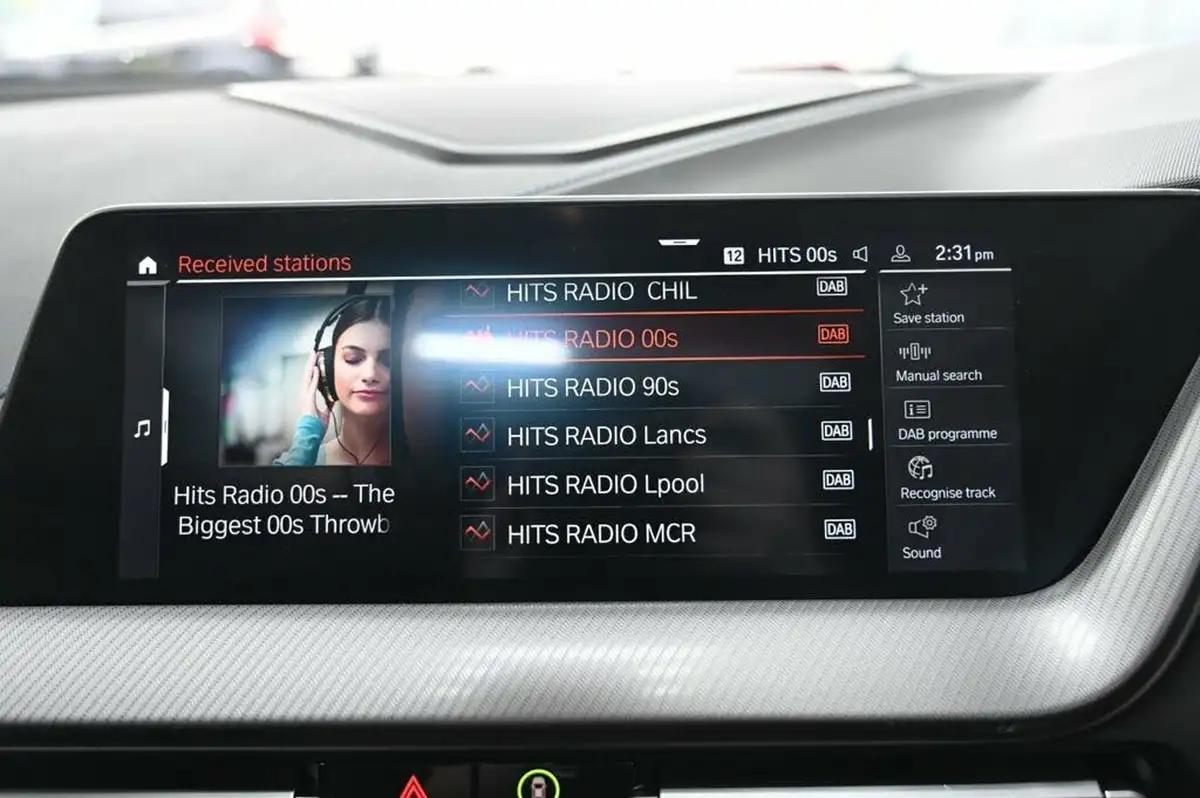 Received stations
12 HITS 00s 2:31pm
Hits Radio 00s -- The
Biggest 00s Throwb
HITS RADIO CHIL DAB
HITS RADIO 00s DAB
HITS RADIO 90s DAB
HITS RADIO Lancs DAB
HITS RADIO Lpool DAB
HITS RADIO MCR DAB
Save station
Manual search
DAB programme
Recognise track
Sound